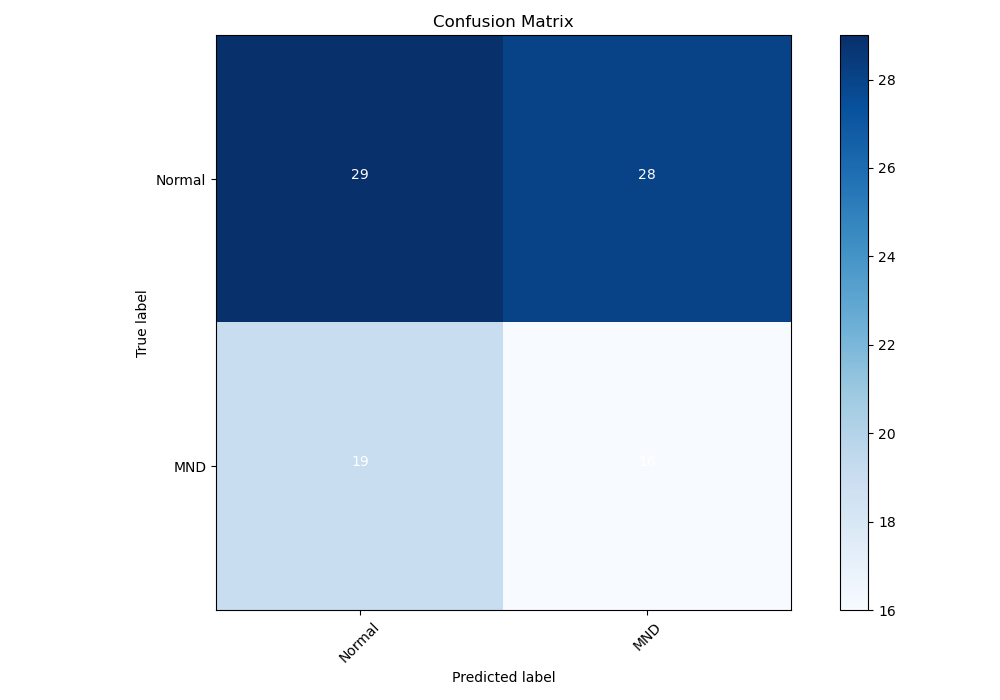 Confusion Matrix
Normal
29
28
MND
19
16
True label
Normal
MND
Predicted label
28
26
24
22
20
18
16